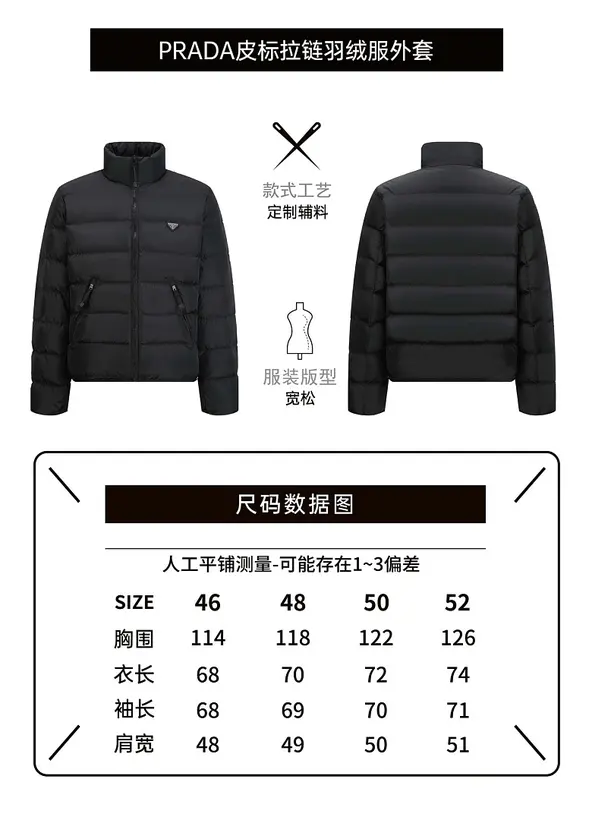 PRADA皮标拉链羽绒服外套
款式工艺
定制辅料
服装版型
宽松
尺码数据图
人工平铺测量-可能存在1~3偏差
SIZE 46 48 50 52
胸围 114 118 122 126
衣长 68 70 72 74
袖长 68 69 70 71
肩宽 48 49 50 51